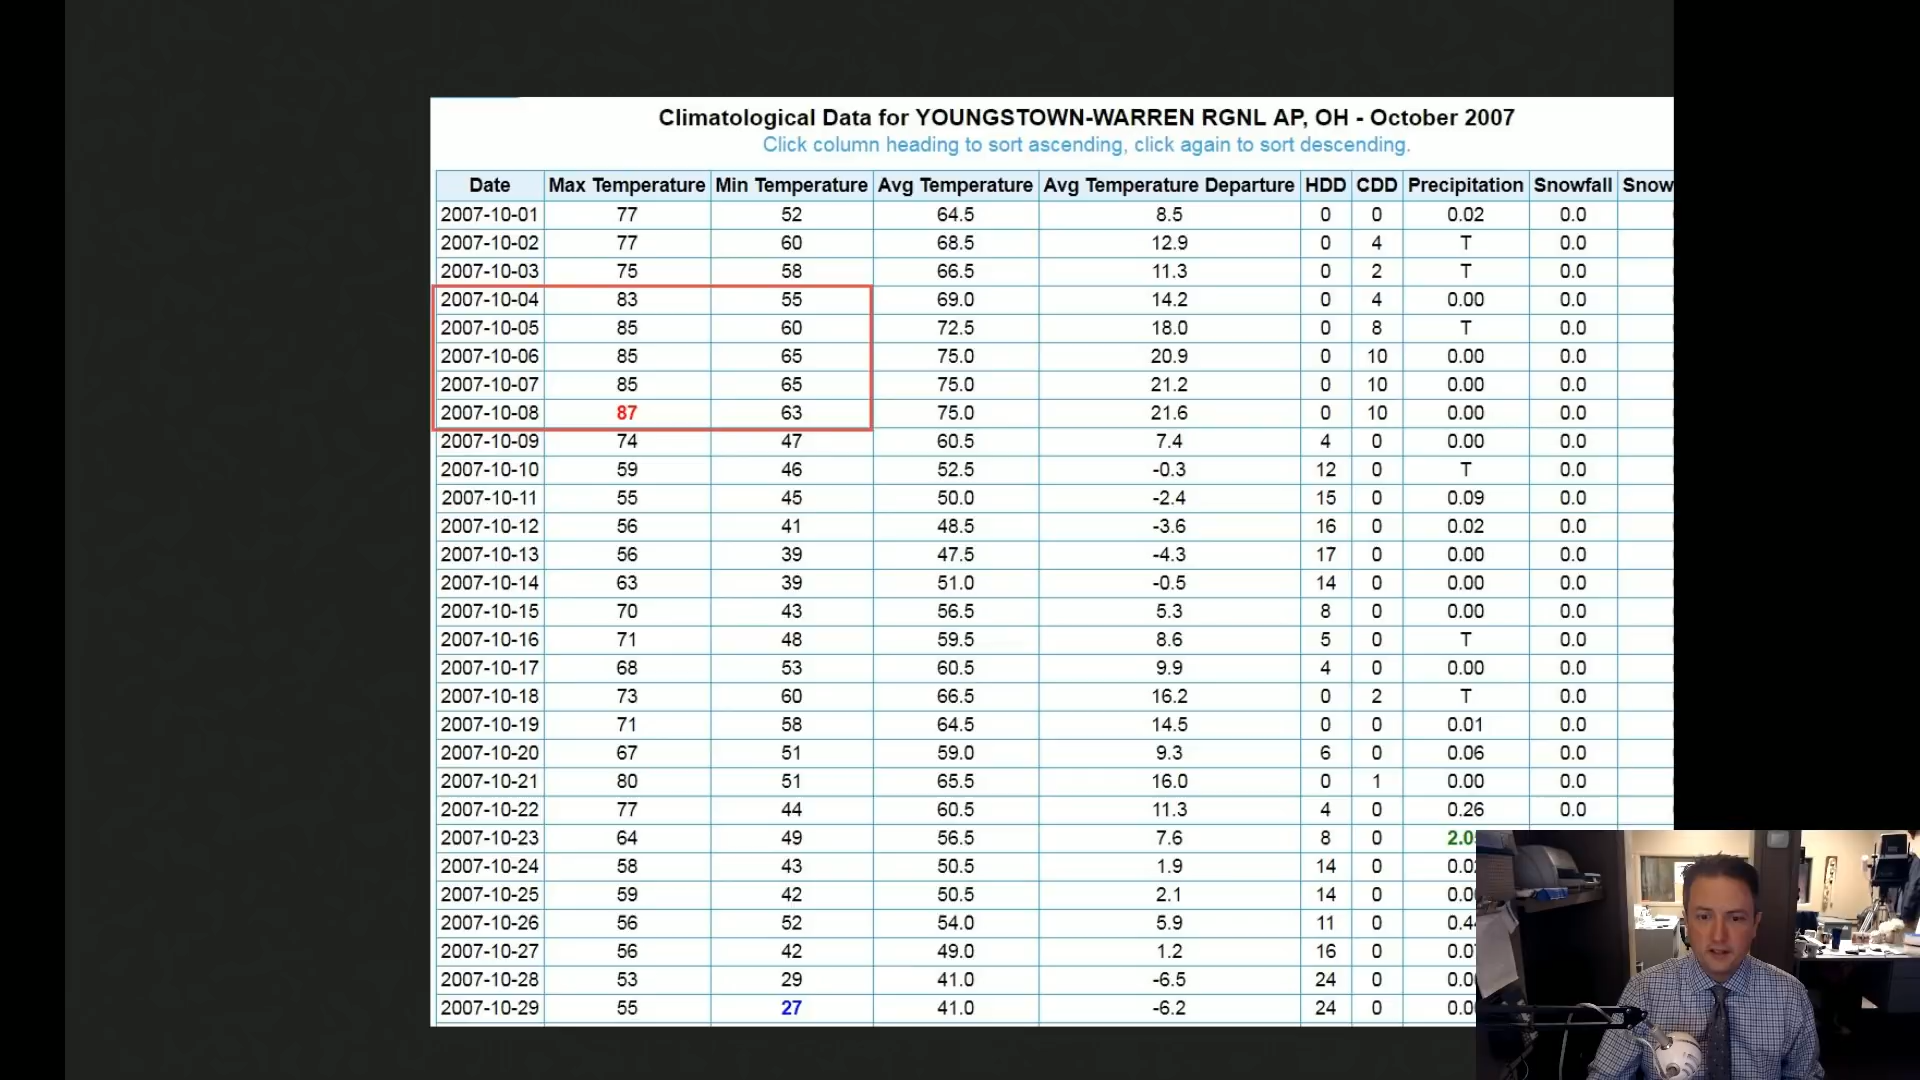 Climatological Data for YOUNGSTOWN-WARREN RGNL AP, OH - October 2007
Click column heading to sort ascending, click again to sort descending.
Date Max Temperature Min Temperature Avg Temperature Avg Temperature Departure HDD CDD Precipitation Snowfall Snow
2007-10-01 77 52 64.5 8.5 0 0 0.02 0.0
2007-10-02 77 60 68.5 12.9 0 4 T 0.0
2007-10-03 75 58 66.5 11.3 0 2 T 0.0
2007-10-04 83 55 69.0 14.2 0 4 0.00 0.0
2007-10-05 85 60 72.5 18.0 0 8 T 0.0
2007-10-06 85 65 75.0 20.9 0 10 0.00 0.0
2007-10-07 85 65 75.0 21.2 0 10 0.00 0.0
2007-10-08 87 63 75.0 21.6 0 10 0.00 0.0
2007-10-09 74 47 60.5 7.4 4 0 0.00 0.0
2007-10-10 59 46 52.5 -0.3 12 0 T 0.0
2007-10-11 55 45 50.0 -2.4 15 0 0.09 0.0
2007-10-12 56 41 48.5 -3.6 16 0 0.02 0.0
2007-10-13 56 39 47.5 -4.3 17 0 0.00 0.0
2007-10-14 63 39 51.0 -0.5 14 0 0.00 0.0
2007-10-15 70 43 56.5 5.3 8 0 0.00 0.0
2007-10-16 71 48 59.5 8.6 5 0 T 0.0
2007-10-17 68 53 60.5 9.9 4 0 0.00 0.0
2007-10-18 73 60 66.5 16.2 0 2 T 0.0
2007-10-19 71 58 64.5 14.5 0 0 0.01 0.0
2007-10-20 67 51 59.0 9.3 6 0 0.06 0.0
2007-10-21 80 51 65.5 16.0 0 1 0.00 0.0
2007-10-22 77 44 60.5 11.3 4 0 0.26 0.0
2007-10-23 64 49 56.5 7.6 8 0 2.0
2007-10-24 58 43 50.5 1.9 14 0 0.0
2007-10-25 59 42 50.5 2.1 14 0 0.0
2007-10-26 56 52 54.0 5.9 11 0 0.4
2007-10-27 56 42 49.0 1.2 16 0 0.0
2007-10-28 53 29 41.0 -6.5 24 0 0.0
2007-10-29 55 27 41.0 -6.2 24 0 0.0